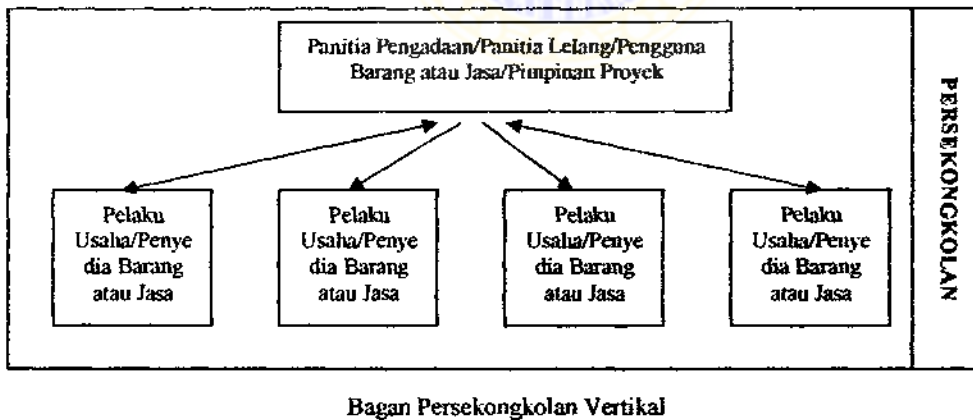 Panitia Pengadaan/Panitia Lelang/Pengguna
Barang atau Jasa/Pimpinan Proyek
Pelaku
Usaha/Penye
dia Barang
atau Jasa
Pelaku
Usaha/Penye
dia Barang
atau Jasa
Pelaku
Usaha/Penye
dia Barang
atau Jasa
Pelaku
Usaha/Penye
dia Barang
atau Jasa
PERSEKONGKOLAN
Bagan Persekongkolan Vertikal